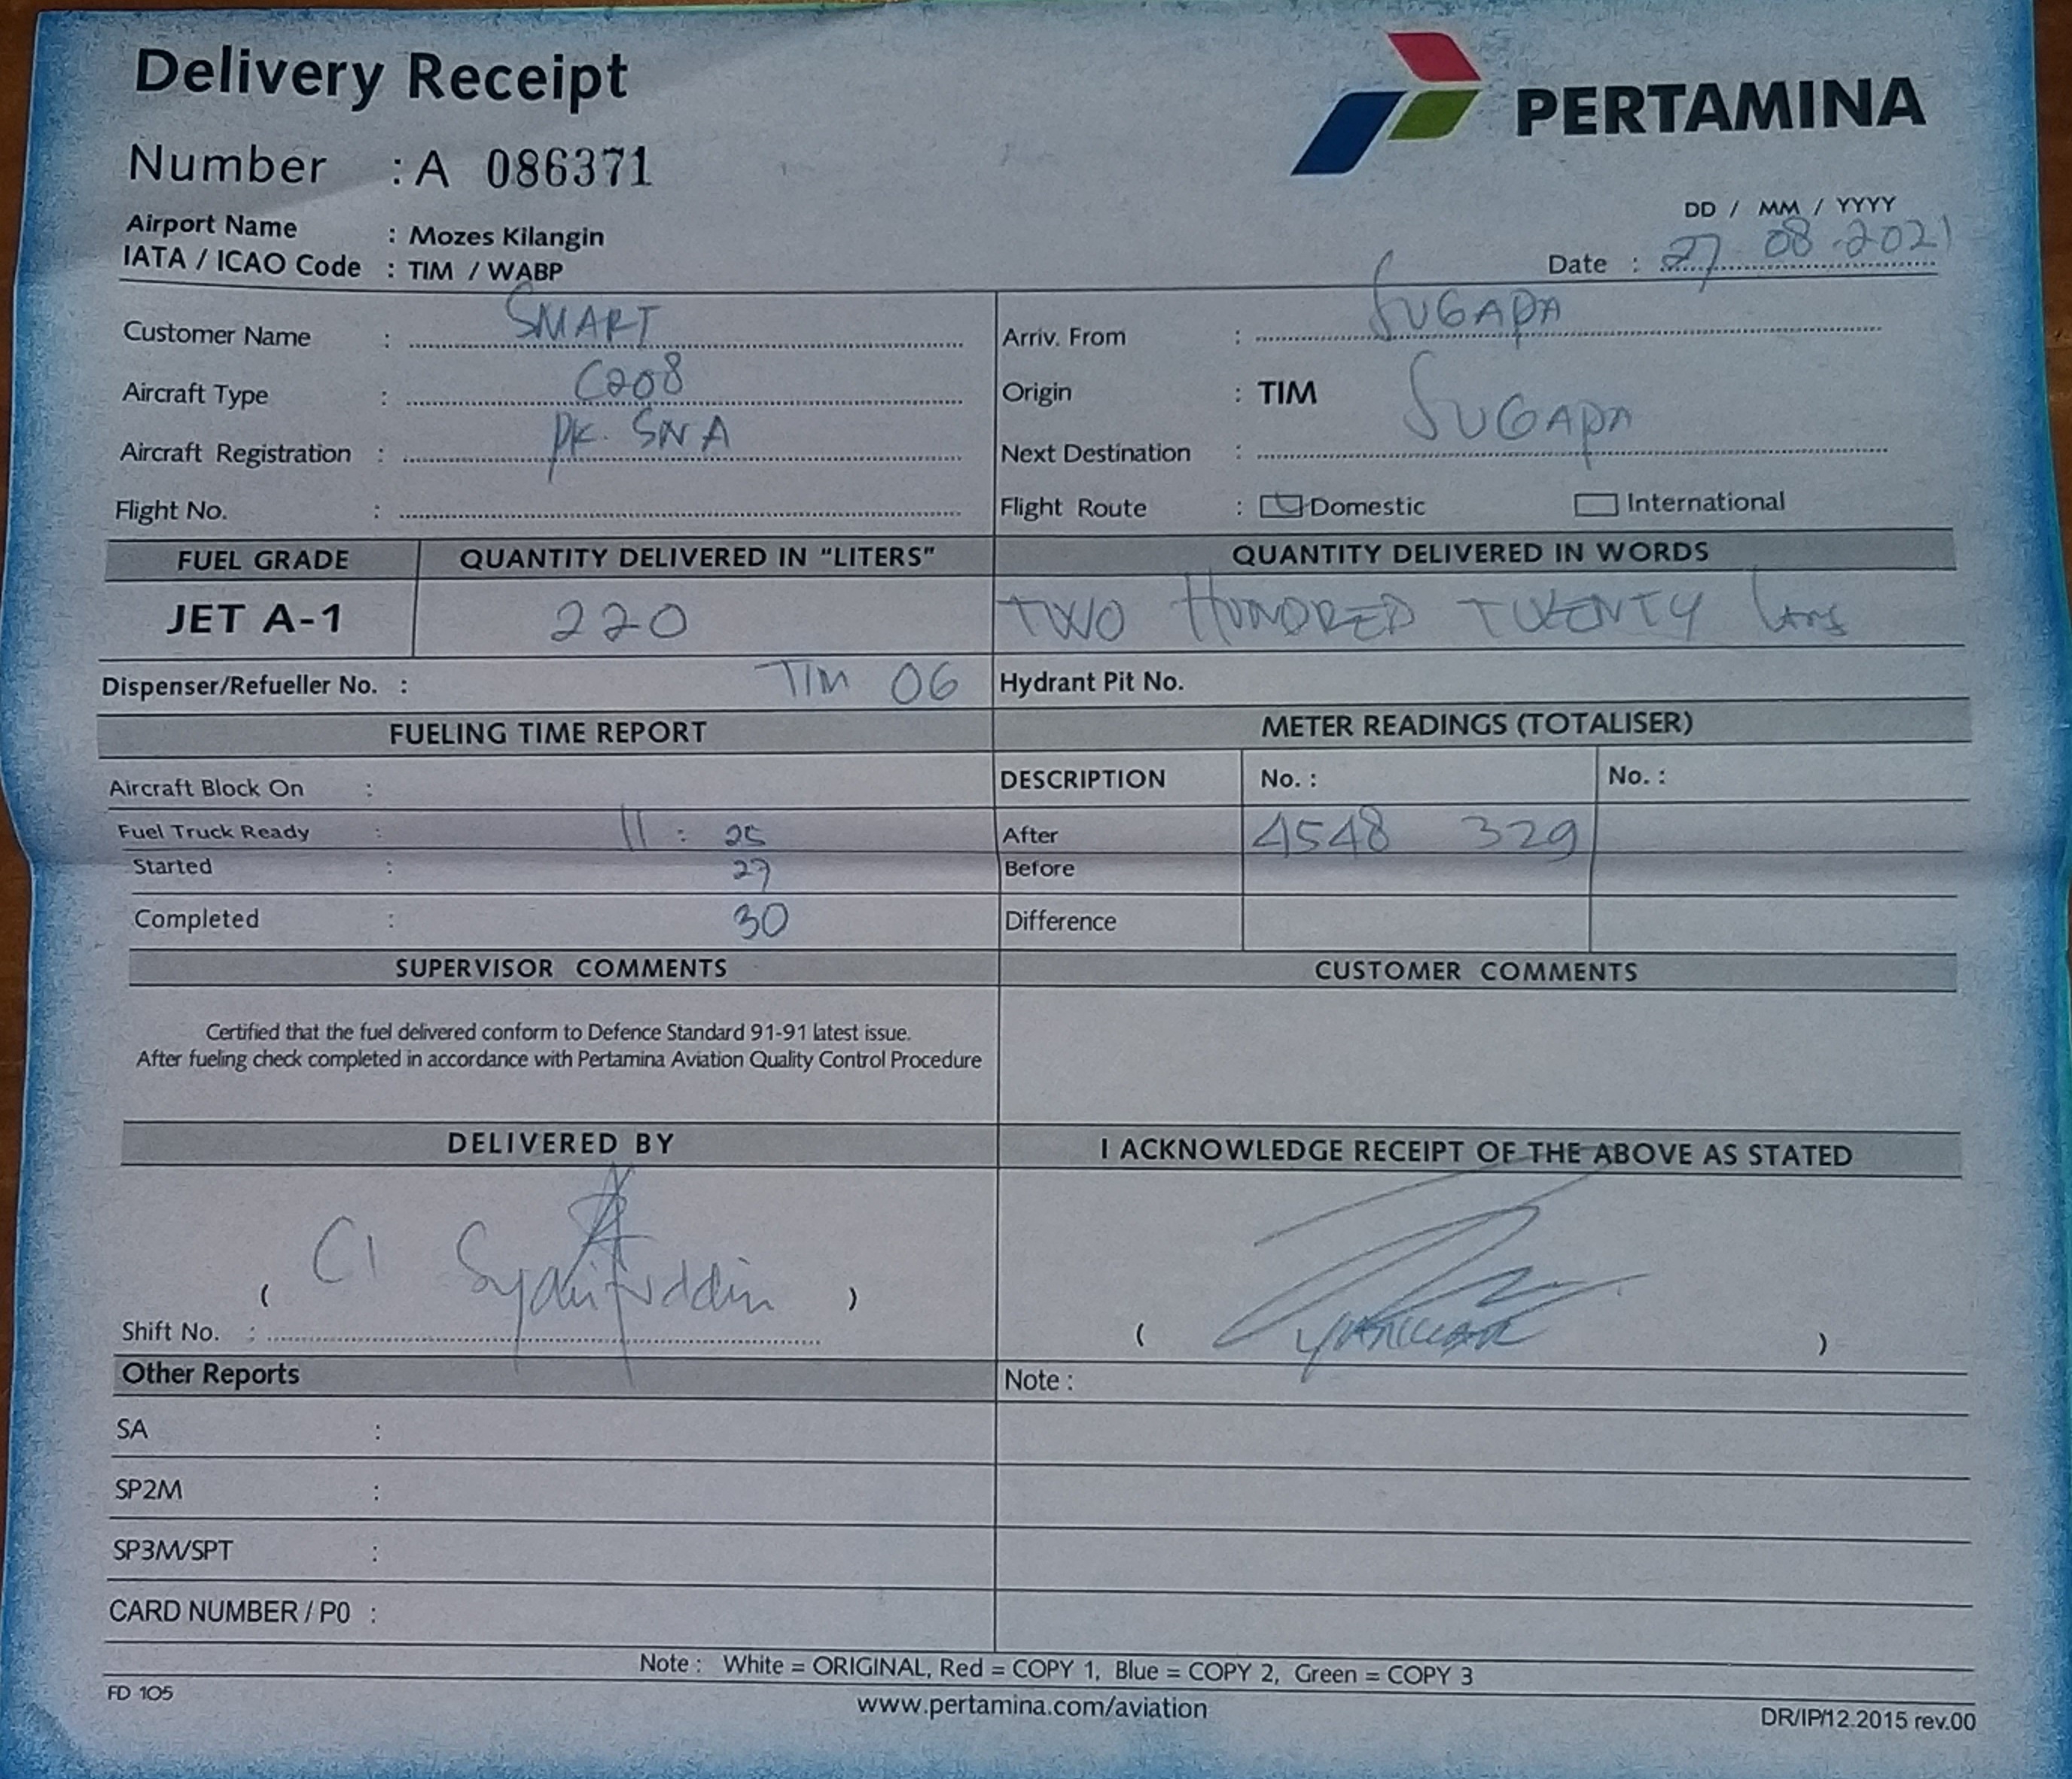 Delivery Receipt
PERTAMINA
Number : A 086371
Airport Name : Mozes Kilangin
IATA / ICAO Code : TIM / WABP
DD / MM / YYYY
Date : 27 08 2021
Customer Name : SMART
Arriv. From : SUGAPA
Aircraft Type : C208
Origin : TIM
Aircraft Registration : PK. SNA
Next Destination : SUGAPA
Flight No. :
Flight Route : Domestic International
FUEL GRADE QUANTITY DELIVERED IN "LITERS" QUANTITY DELIVERED IN WORDS
JET A-1 220 TWO HUNDRED TWENTY
Dispenser/Refueller No. : TIM 06 Hydrant Pit No.
FUELING TIME REPORT METER READINGS (TOTALISER)
Aircraft Block On : DESCRIPTION No. : No. :
Fuel Truck Ready : 11 : 25 After 4548 329
Started : 27 Before
Completed : 30 Difference
SUPERVISOR COMMENTS CUSTOMER COMMENTS
Certified that the fuel delivered conform to Defence Standard 91-91 latest issue.
After fueling check completed in accordance with Pertamina Aviation Quality Control Procedure
DELIVERED BY I ACKNOWLEDGE RECEIPT OF THE ABOVE AS STATED
( C1 Syaifuddin )
Shift No. : ( )
Other Reports Note :
SA :
SP2M :
SP3M/SPT :
CARD NUMBER / P0 :
Note : White = ORIGINAL, Red = COPY 1, Blue = COPY 2, Green = COPY 3
FD 105 www.pertamina.com/aviation DR/IP/12.2015 rev.00